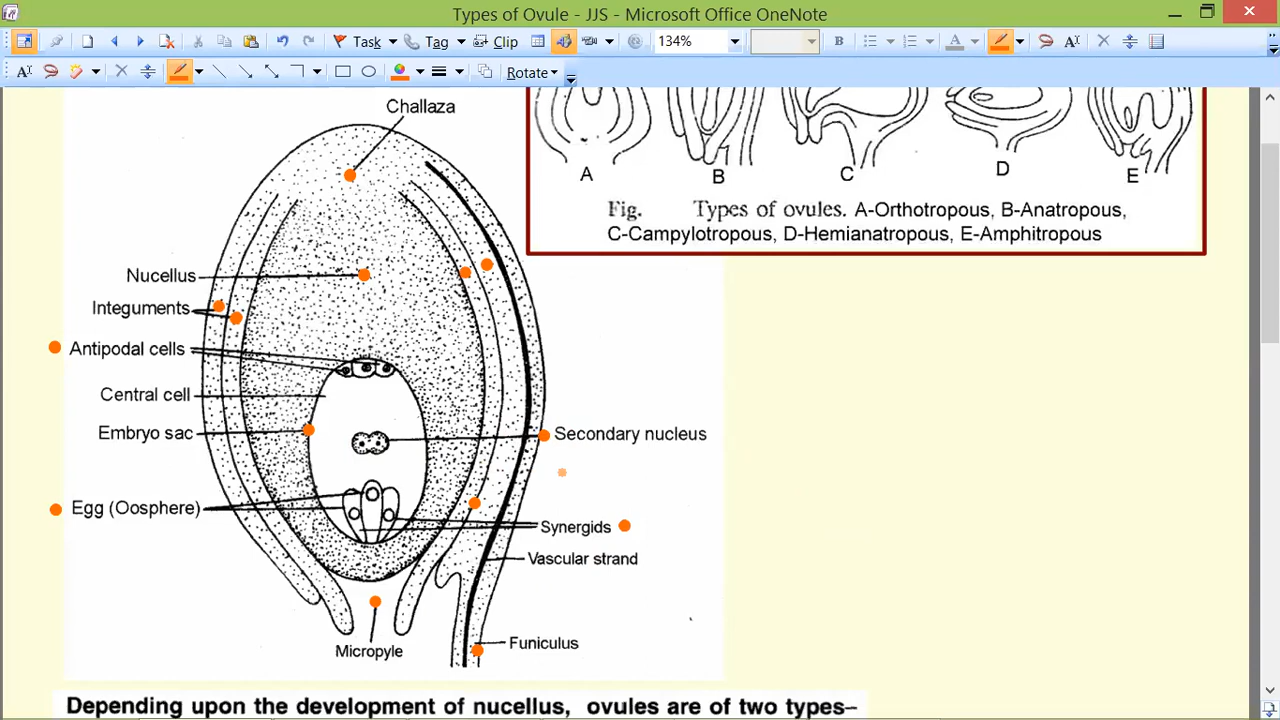 Types of Ovule - JJS - Microsoft Office OneNote
Task Tag Clip 134% B A
Rotate
Challaza
Nucellus
Integuments
Antipodal cells
Central cell
Embryo sac
Secondary nucleus
Egg (Oosphere)
Synergids
Vascular strand
Funiculus
Micropyle
A B C D E
Fig. Types of ovules. A-Orthotropous, B-Anatropous,
C-Campylotropous, D-Hemianatropous, E-Amphitropous
Depending upon the development of nucellus, ovules are of two types–